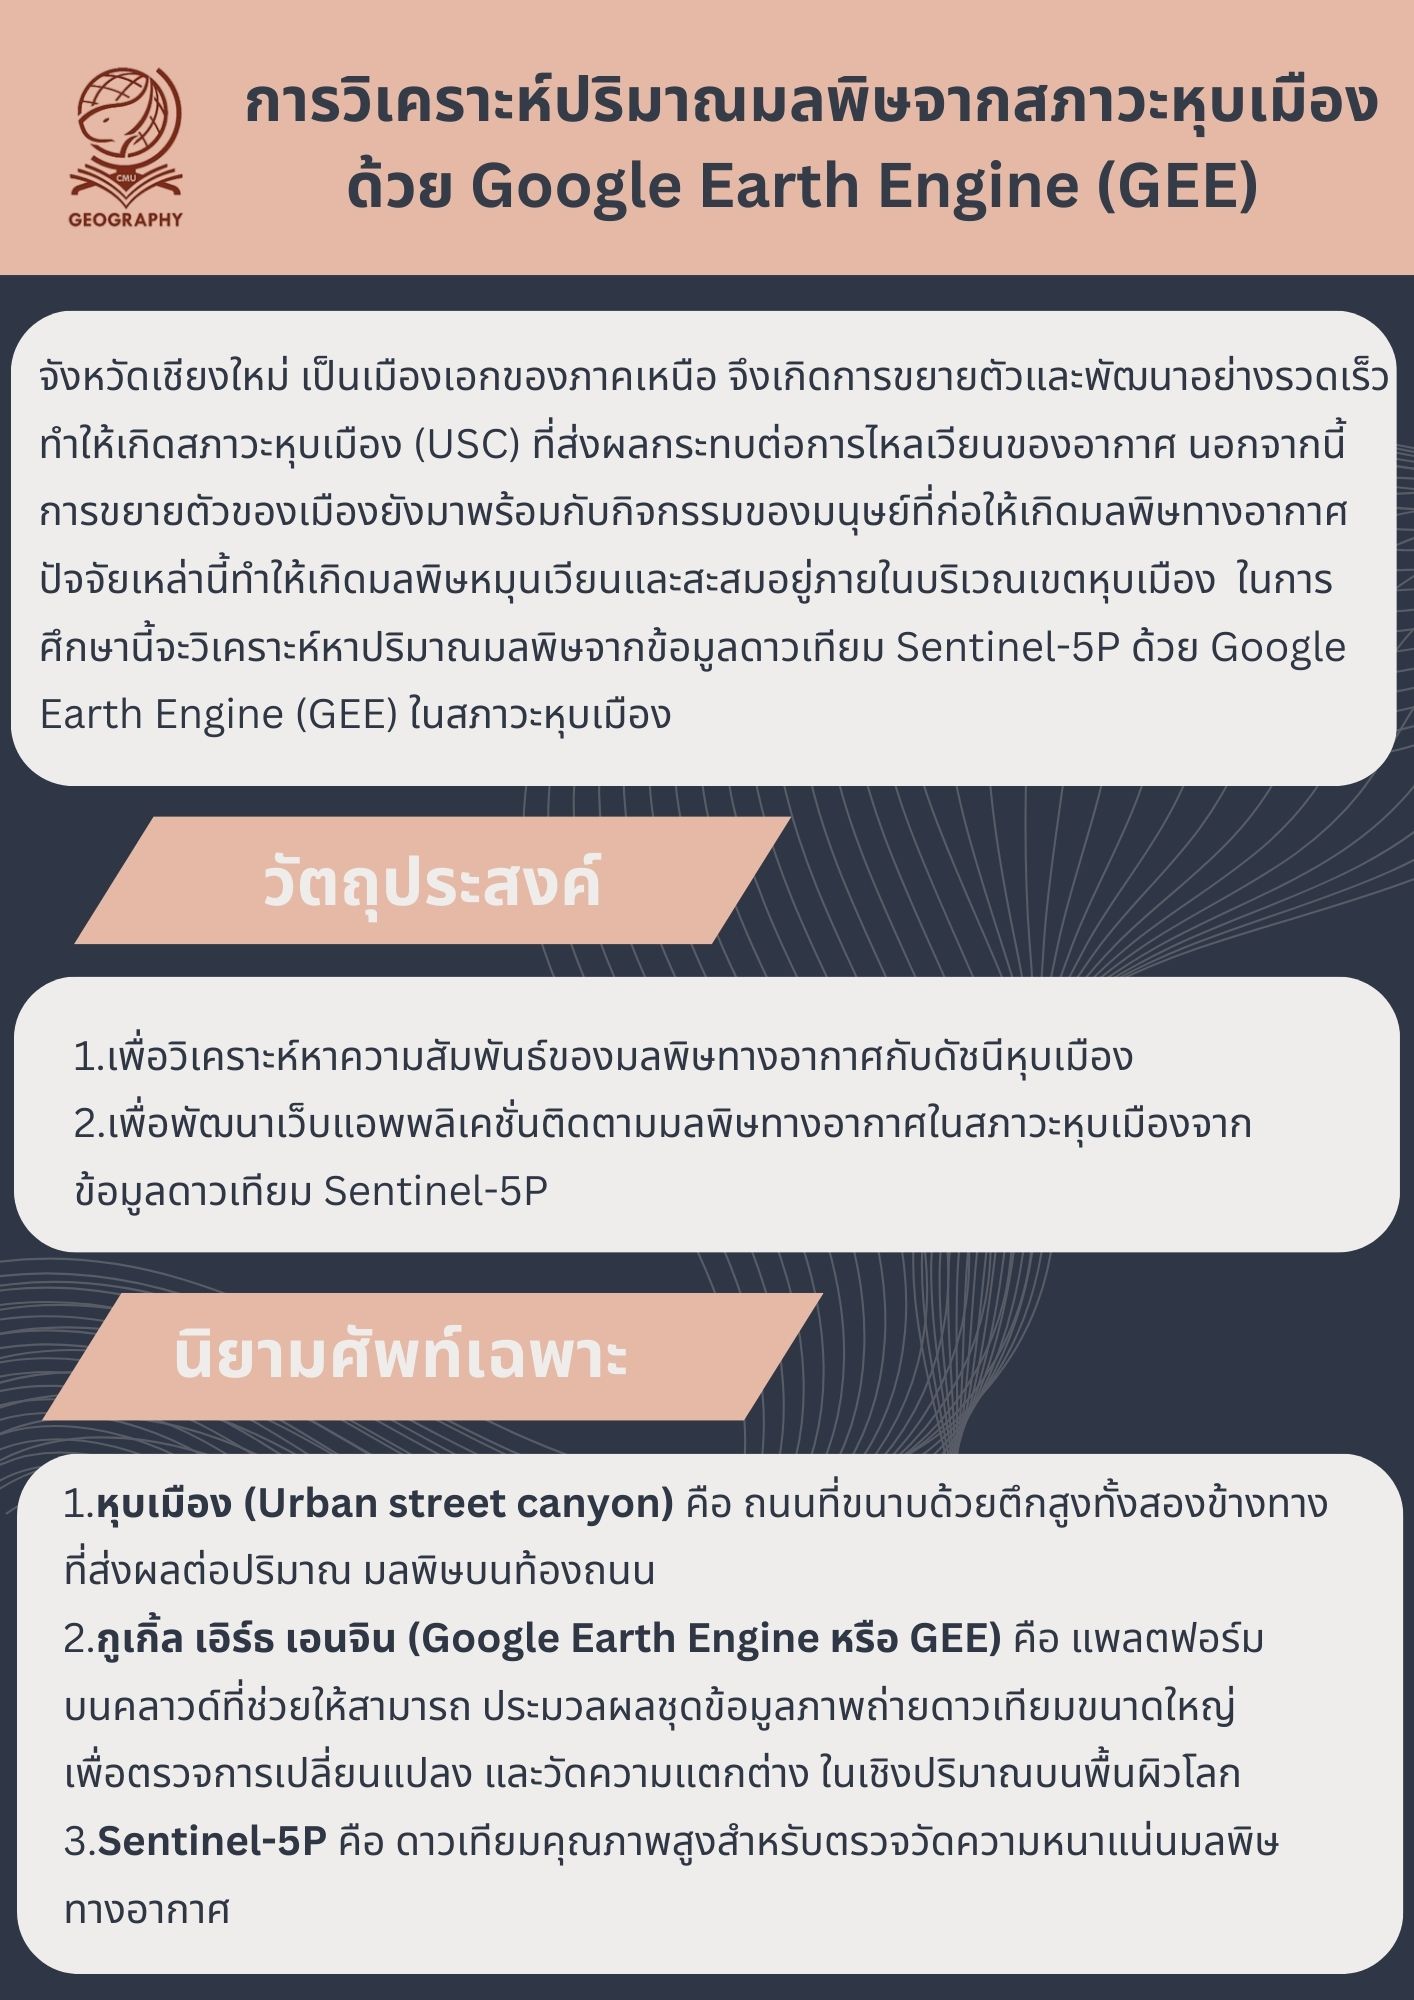 CMU
GEOGRAPHY
การวิเคราะห์ปริมาณมลพิษจากสภาวะหุบเมือง
ด้วย Google Earth Engine (GEE)
จังหวัดเชียงใหม่ เป็นเมืองเอกของภาคเหนือ จึงเกิดการขยายตัวและพัฒนาอย่างรวดเร็ว
ทำให้เกิดสภาวะหุบเมือง (USC) ที่ส่งผลกระทบต่อการไหลเวียนของอากาศ นอกจากนี้
การขยายตัวของเมืองยังมาพร้อมกับกิจกรรมของมนุษย์ที่ก่อให้เกิดมลพิษทางอากาศ
ปัจจัยเหล่านี้ทำให้เกิดมลพิษหมุนเวียนและสะสมอยู่ภายในบริเวณเขตหุบเมือง ในการ
ศึกษานี้จะวิเคราะห์หาปริมาณมลพิษจากข้อมูลดาวเทียม Sentinel-5P ด้วย Google
Earth Engine (GEE) ในสภาวะหุบเมือง
วัตถุประสงค์
1.เพื่อวิเคราะห์หาความสัมพันธ์ของมลพิษทางอากาศกับดัชนีหุบเมือง
2.เพื่อพัฒนาเว็บแอพพลิเคชั่นติดตามมลพิษทางอากาศในสภาวะหุบเมืองจาก
ข้อมูลดาวเทียม Sentinel-5P
นิยามศัพท์เฉพาะ
1.หุบเมือง (Urban street canyon) คือ ถนนที่ขนาบด้วยตึกสูงทั้งสองข้างทาง
ที่ส่งผลต่อปริมาณ มลพิษบนท้องถนน
2.กูเกิ้ล เอิร์ธ เอนจิน (Google Earth Engine หรือ GEE) คือ แพลตฟอร์ม
บนคลาวด์ที่ช่วยให้สามารถ ประมวลผลชุดข้อมูลภาพถ่ายดาวเทียมขนาดใหญ่
เพื่อตรวจการเปลี่ยนแปลง และวัดความแตกต่าง ในเชิงปริมาณบนพื้นผิวโลก
3.Sentinel-5P คือ ดาวเทียมคุณภาพสูงสำหรับตรวจวัดความหนาแน่นมลพิษ
ทางอากาศ